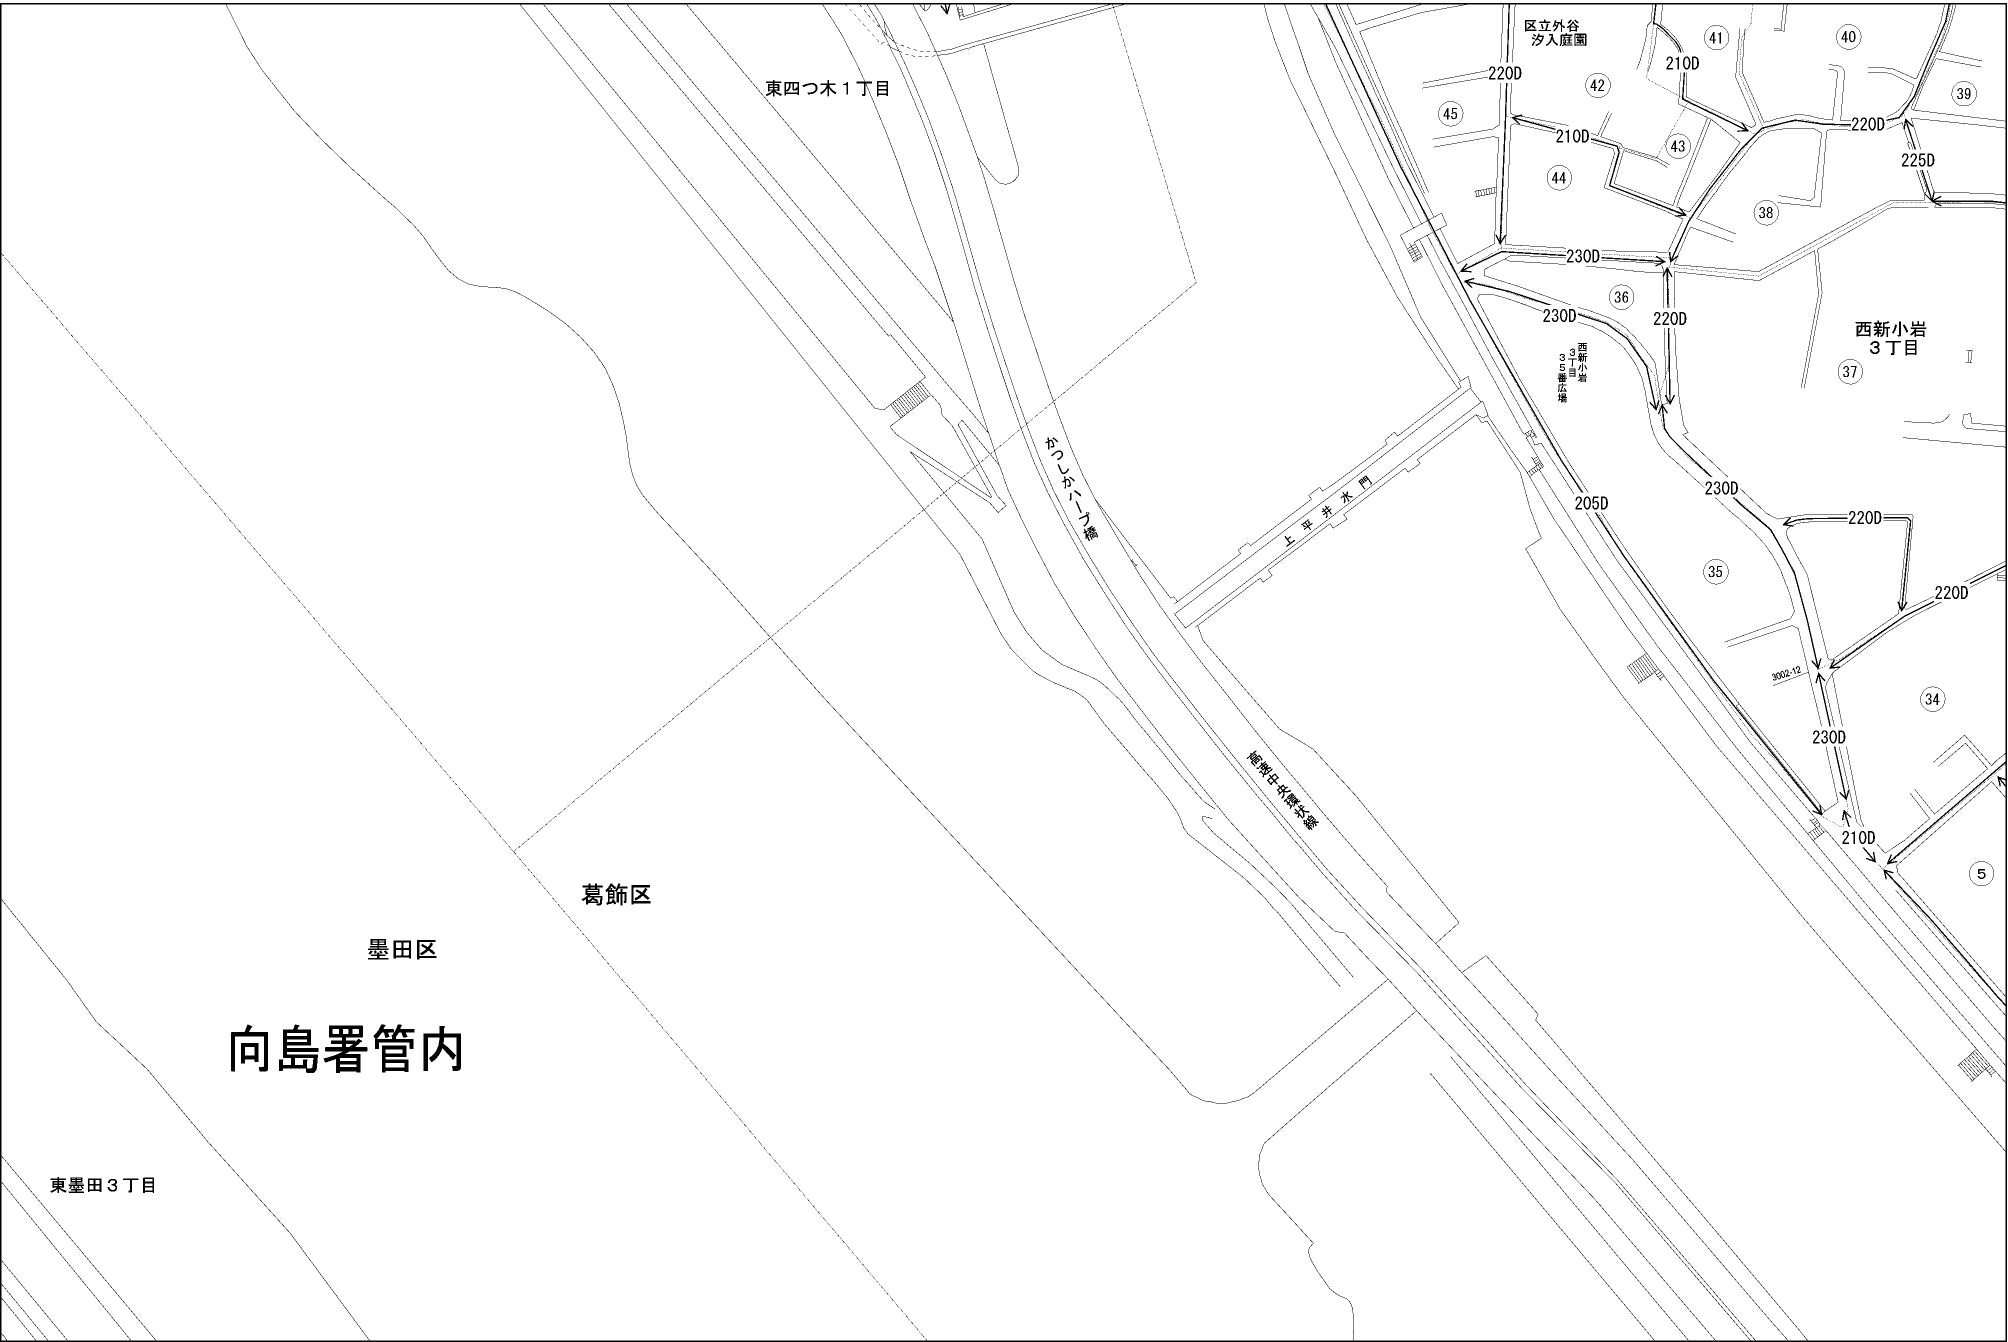 区立外谷
汐入庭園
41
40
210D
220D
東四つ木１丁目
42
39
45
220D
210D
43
225D
44
38
230D
36
230D
220D
西新小岩
３丁目
西新小岩
３丁目
３５番広場
37
かつしかハープ橋
上平井水門
230D
205D
220D
35
220D
3002-12
34
230D
高速中央環状線
210D
5
葛飾区
墨田区
向島署管内
東墨田３丁目